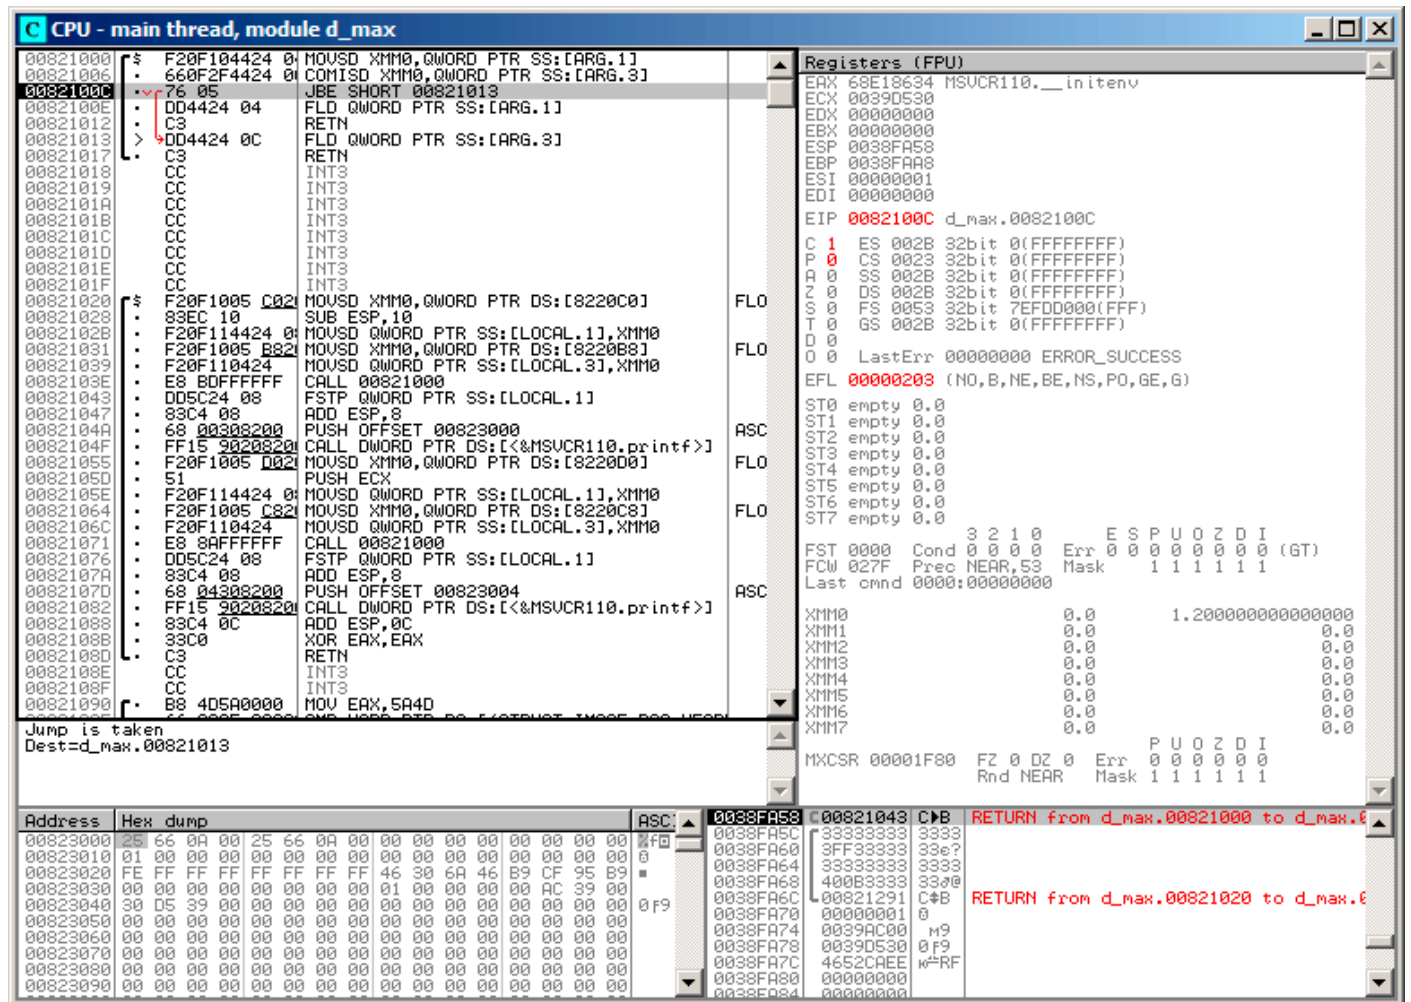 CPU - main thread, module d_max
00821000 $ F20F104424 0 MOVSD XMM0,QWORD PTR SS:[ARG.1]
00821006 . 660F2F4424 0 COMISD XMM0,QWORD PTR SS:[ARG.3]
0082100C . 76 05 JBE SHORT 00821013
0082100E . DD4424 04 FLD QWORD PTR SS:[ARG.1]
00821012 . C3 RETN
00821013 > DD4424 0C FLD QWORD PTR SS:[ARG.3]
00821017 . C3 RETN
00821018 CC INT3
00821019 CC INT3
0082101A CC INT3
0082101B CC INT3
0082101C CC INT3
0082101D CC INT3
0082101E CC INT3
0082101F CC INT3
00821020 $ F20F1005 C02 MOVSD XMM0,QWORD PTR DS:[8220C0] FLO
00821028 . 83EC 10 SUB ESP,10
0082102B . F20F114424 0 MOVSD QWORD PTR SS:[LOCAL.1],XMM0
00821031 . F20F1005 B82 MOVSD XMM0,QWORD PTR DS:[8220B8] FLO
00821039 . F20F110424 MOVSD QWORD PTR SS:[LOCAL.3],XMM0
0082103E . E8 BDFFFFFF CALL 00821000
00821043 . DD5C24 08 FSTP QWORD PTR SS:[LOCAL.1]
00821047 . 83C4 08 ADD ESP,8
0082104A . 68 00308200 PUSH OFFSET 00823000 ASC
0082104F . FF15 9020820 CALL DWORD PTR DS:[<&MSVCR110.printf>]
00821055 . F20F1005 D02 MOVSD XMM0,QWORD PTR DS:[8220D0] FLO
0082105D . 51 PUSH ECX
0082105E . F20F114424 0 MOVSD QWORD PTR SS:[LOCAL.1],XMM0
00821064 . F20F1005 C82 MOVSD XMM0,QWORD PTR DS:[8220C8] FLO
0082106C . F20F110424 MOVSD QWORD PTR SS:[LOCAL.3],XMM0
00821071 . E8 8AFFFFFF CALL 00821000
00821076 . DD5C24 08 FSTP QWORD PTR SS:[LOCAL.1]
0082107A . 83C4 08 ADD ESP,8
0082107D . 68 04308200 PUSH OFFSET 00823004 ASC
00821082 . FF15 9020820 CALL DWORD PTR DS:[<&MSVCR110.printf>]
00821088 . 83C4 0C ADD ESP,0C
0082108B . 33C0 XOR EAX,EAX
0082108D . C3 RETN
0082108E CC INT3
0082108F CC INT3
00821090 . B8 4D5A0000 MOV EAX,5A4D
Jump is taken
Dest=d_max.00821013
Registers (FPU)
EAX 68E18634 MSVCR110.__initenv
ECX 0039D530
EDX 00000000
EBX 00000000
ESP 0038FA58
EBP 0038FAA8
ESI 00000001
EDI 00000000
EIP 0082100C d_max.0082100C
C 1 ES 002B 32bit 0(FFFFFFFF)
P 0 CS 0023 32bit 0(FFFFFFFF)
A 0 SS 002B 32bit 0(FFFFFFFF)
Z 0 DS 002B 32bit 0(FFFFFFFF)
S 0 FS 0053 32bit 7EFDD000(FFF)
T 0 GS 002B 32bit 0(FFFFFFFF)
D 0
O 0 LastErr 00000000 ERROR_SUCCESS
EFL 00000203 (NO,B,NE,BE,NS,PO,GE,G)
ST0 empty 0.0
ST1 empty 0.0
ST2 empty 0.0
ST3 empty 0.0
ST4 empty 0.0
ST5 empty 0.0
ST6 empty 0.0
ST7 empty 0.0
3 2 1 0 E S P U O Z D I
FST 0000 Cond 0 0 0 0 Err 0 0 0 0 0 0 0 0 (GT)
FCW 027F Prec NEAR,53 Mask 1 1 1 1 1 1
Last cmnd 0000:00000000
XMM0 0.0 1.200000000000000
XMM1 0.0 0.0
XMM2 0.0 0.0
XMM3 0.0 0.0
XMM4 0.0 0.0
XMM5 0.0 0.0
XMM6 0.0 0.0
XMM7 0.0 0.0
P U O Z D I
MXCSR 00001F80 FZ 0 DZ 0 Err 0 0 0 0 0 0
Rnd NEAR Mask 1 1 1 1 1 1
Address Hex dump ASC
00823000 25 66 0A 00 25 66 0A 00 00 00 00 00 00 00 00 00 %f
00823010 01 00 00 00 00 00 00 00 00 00 00 00 00 00 00 00
00823020 FE FF FF FF FF FF FF FF 46 30 6A 46 B9 CF 95 B9
00823030 00 00 00 00 00 00 00 00 01 00 00 00 00 AC 39 00
00823040 30 D5 39 00 00 00 00 00 00 00 00 00 00 00 00 00
00823050 00 00 00 00 00 00 00 00 00 00 00 00 00 00 00 00
00823060 00 00 00 00 00 00 00 00 00 00 00 00 00 00 00 00
00823070 00 00 00 00 00 00 00 00 00 00 00 00 00 00 00 00
00823080 00 00 00 00 00 00 00 00 00 00 00 00 00 00 00 00
00823090 00 00 00 00 00 00 00 00 00 00 00 00 00 00 00 00
0038FA58 00821043 C►B RETURN from d_max.00821000 to d_max.
0038FA5C 33333333 3333
0038FA60 3FF33333
0038FA64 33333333 3333
0038FA68 400B3333
0038FA6C 00821291 RETURN from d_max.00821020 to d_max.
0038FA70 00000001
0038FA74 0039AC00
0038FA78 0039D530
0038FA7C 4652CAEE
0038FA80 00000000
0038FA84 00000000